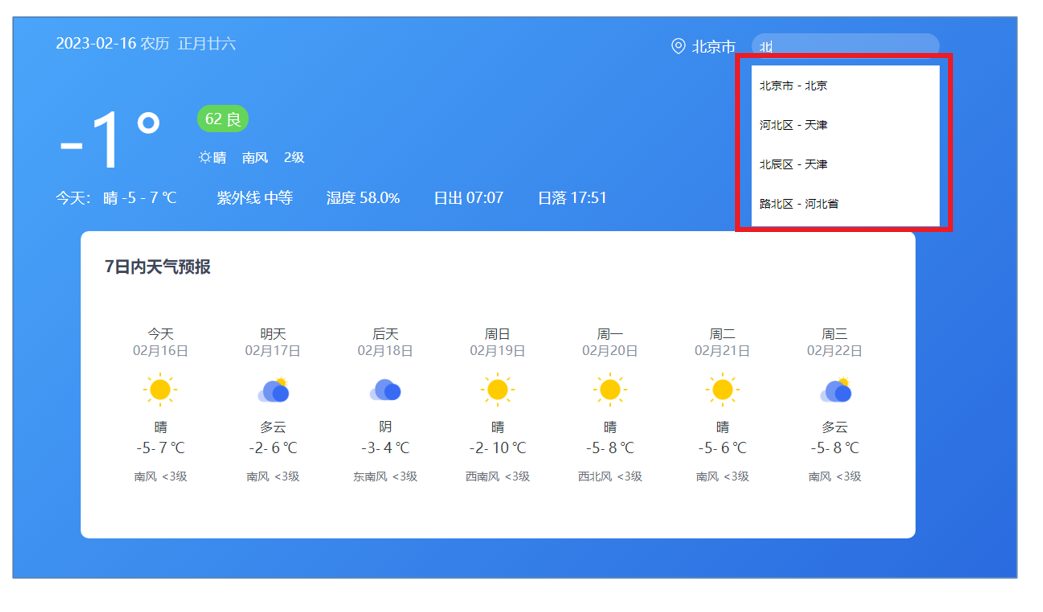 2023-02-16 农历 正月廿六
北京市 北
北京市 - 北京
河北区 - 天津
北辰区 - 天津
路北区 - 河北省
-1°
62 良
晴 南风 2级
今天： 晴 -5 - 7 ℃ 紫外线 中等 湿度 58.0% 日出 07:07 日落 17:51
7日内天气预报
今天 明天 后天 周日 周一 周二 周三
02月16日 02月17日 02月18日 02月19日 02月20日 02月21日 02月22日
晴 多云 阴 晴 晴 晴 多云
-5- 7 ℃ -2- 6 ℃ -3- 4 ℃ -2- 10 ℃ -5- 8 ℃ -5- 6 ℃ -5- 8 ℃
南风 <3级 南风 <3级 东南风 <3级 西南风 <3级 西北风 <3级 南风 <3级 南风 <3级